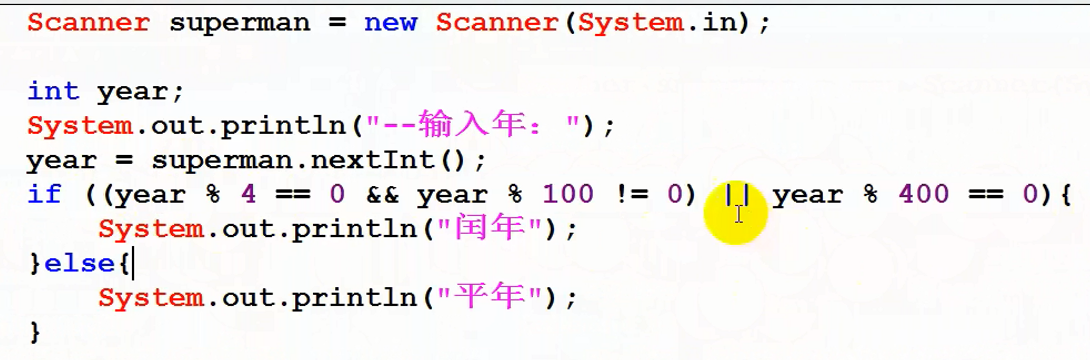 Scanner superman = new Scanner(System.in);
int year;
System.out.println("--输入年：");
year = superman.nextInt();
if ((year % 4 == 0 && year % 100 != 0) || year % 400 == 0){
    System.out.println("闰年");
}else{
    System.out.println("平年");
}